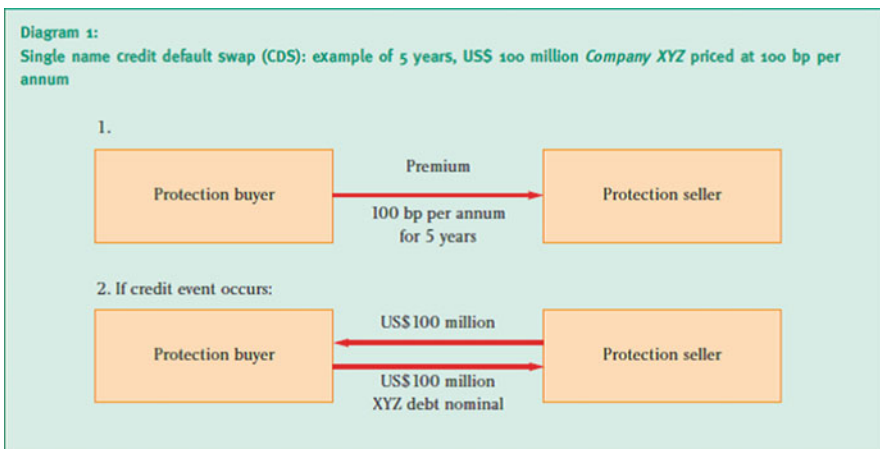 Diagram 1:
Single name credit default swap (CDS): example of 5 years, US$ 100 million Company XYZ priced at 100 bp per
annum
1.
Protection buyer
Premium
100 bp per annum
for 5 years
Protection seller
2. If credit event occurs:
Protection buyer
US$100 million
US$100 million
XYZ debt nominal
Protection seller